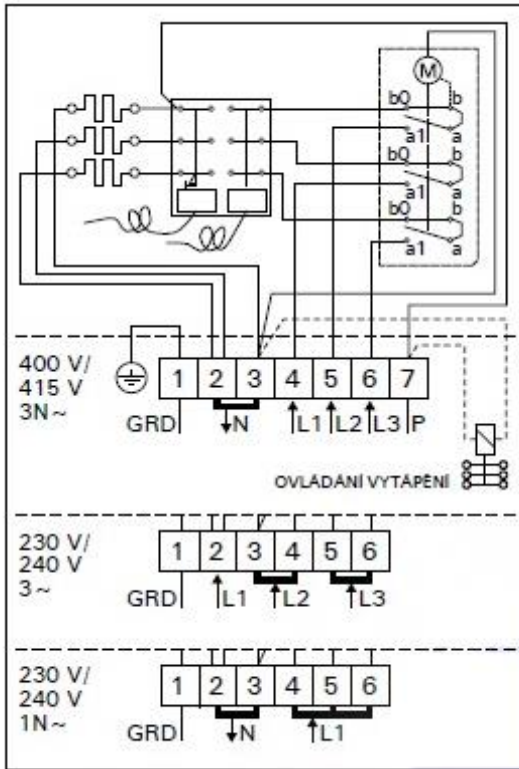 M
b0 b
a1 a
b0 b
a1 a
b0 b
a1 a
400 V/
415 V
3N~
1 2 3 4 5 6 7
GRD N L1 L2 L3 P
OVLÁDÁNÍ VYTÁPĚNÍ
230 V/
240 V
3~
1 2 3 4 5 6
GRD L1 L2 L3
230 V/
240 V
1N~
1 2 3 4 5 6
GRD N L1